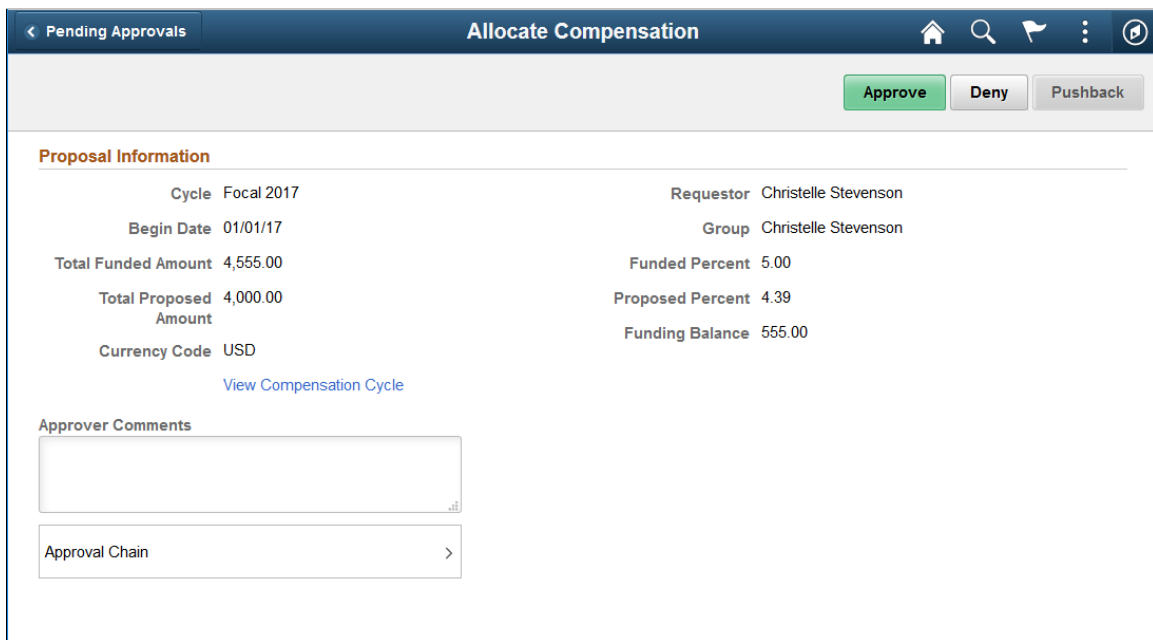 Pending Approvals
Allocate Compensation
Approve
Deny
Pushback
Proposal Information
Cycle Focal 2017
Requestor Christelle Stevenson
Begin Date 01/01/17
Group Christelle Stevenson
Total Funded Amount 4,555.00
Funded Percent 5.00
Total Proposed 4,000.00
Amount
Proposed Percent 4.39
Funding Balance 555.00
Currency Code USD
View Compensation Cycle
Approver Comments
Approval Chain